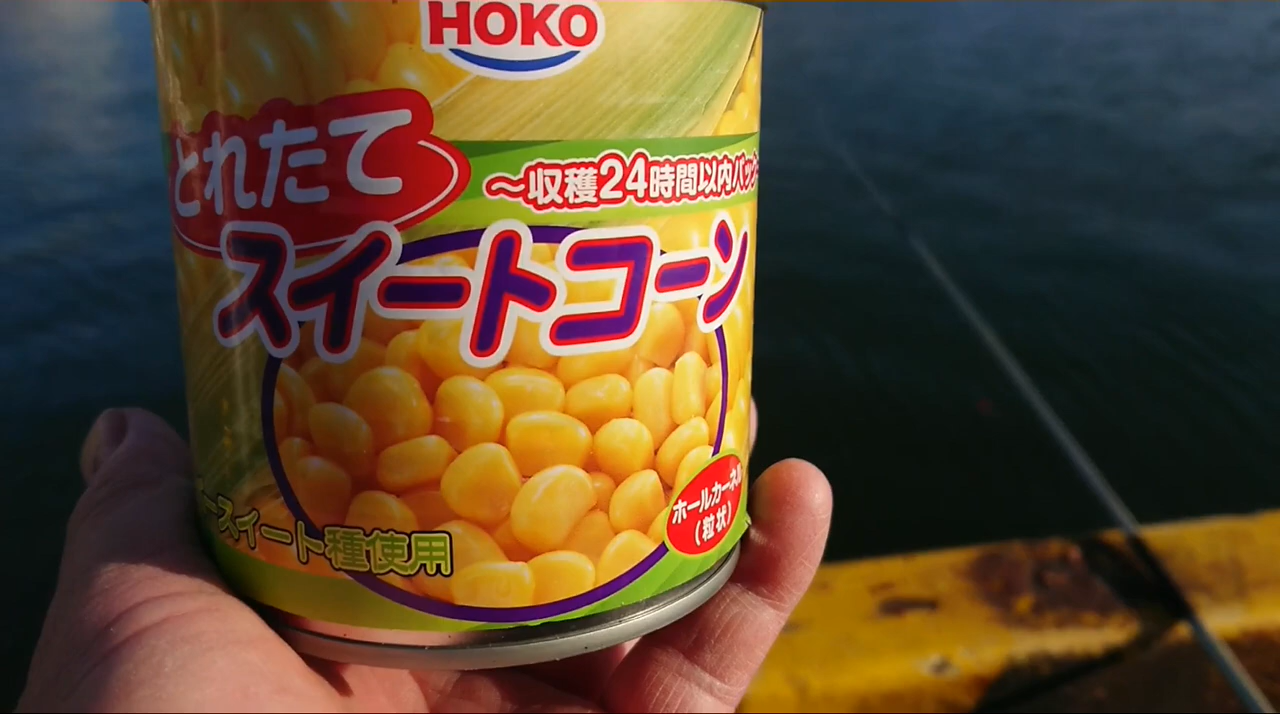 HOKO
とれたて
～収穫24時間以内パック
スイートコーン
ホールカーネル
(粒状)
ースイート種使用